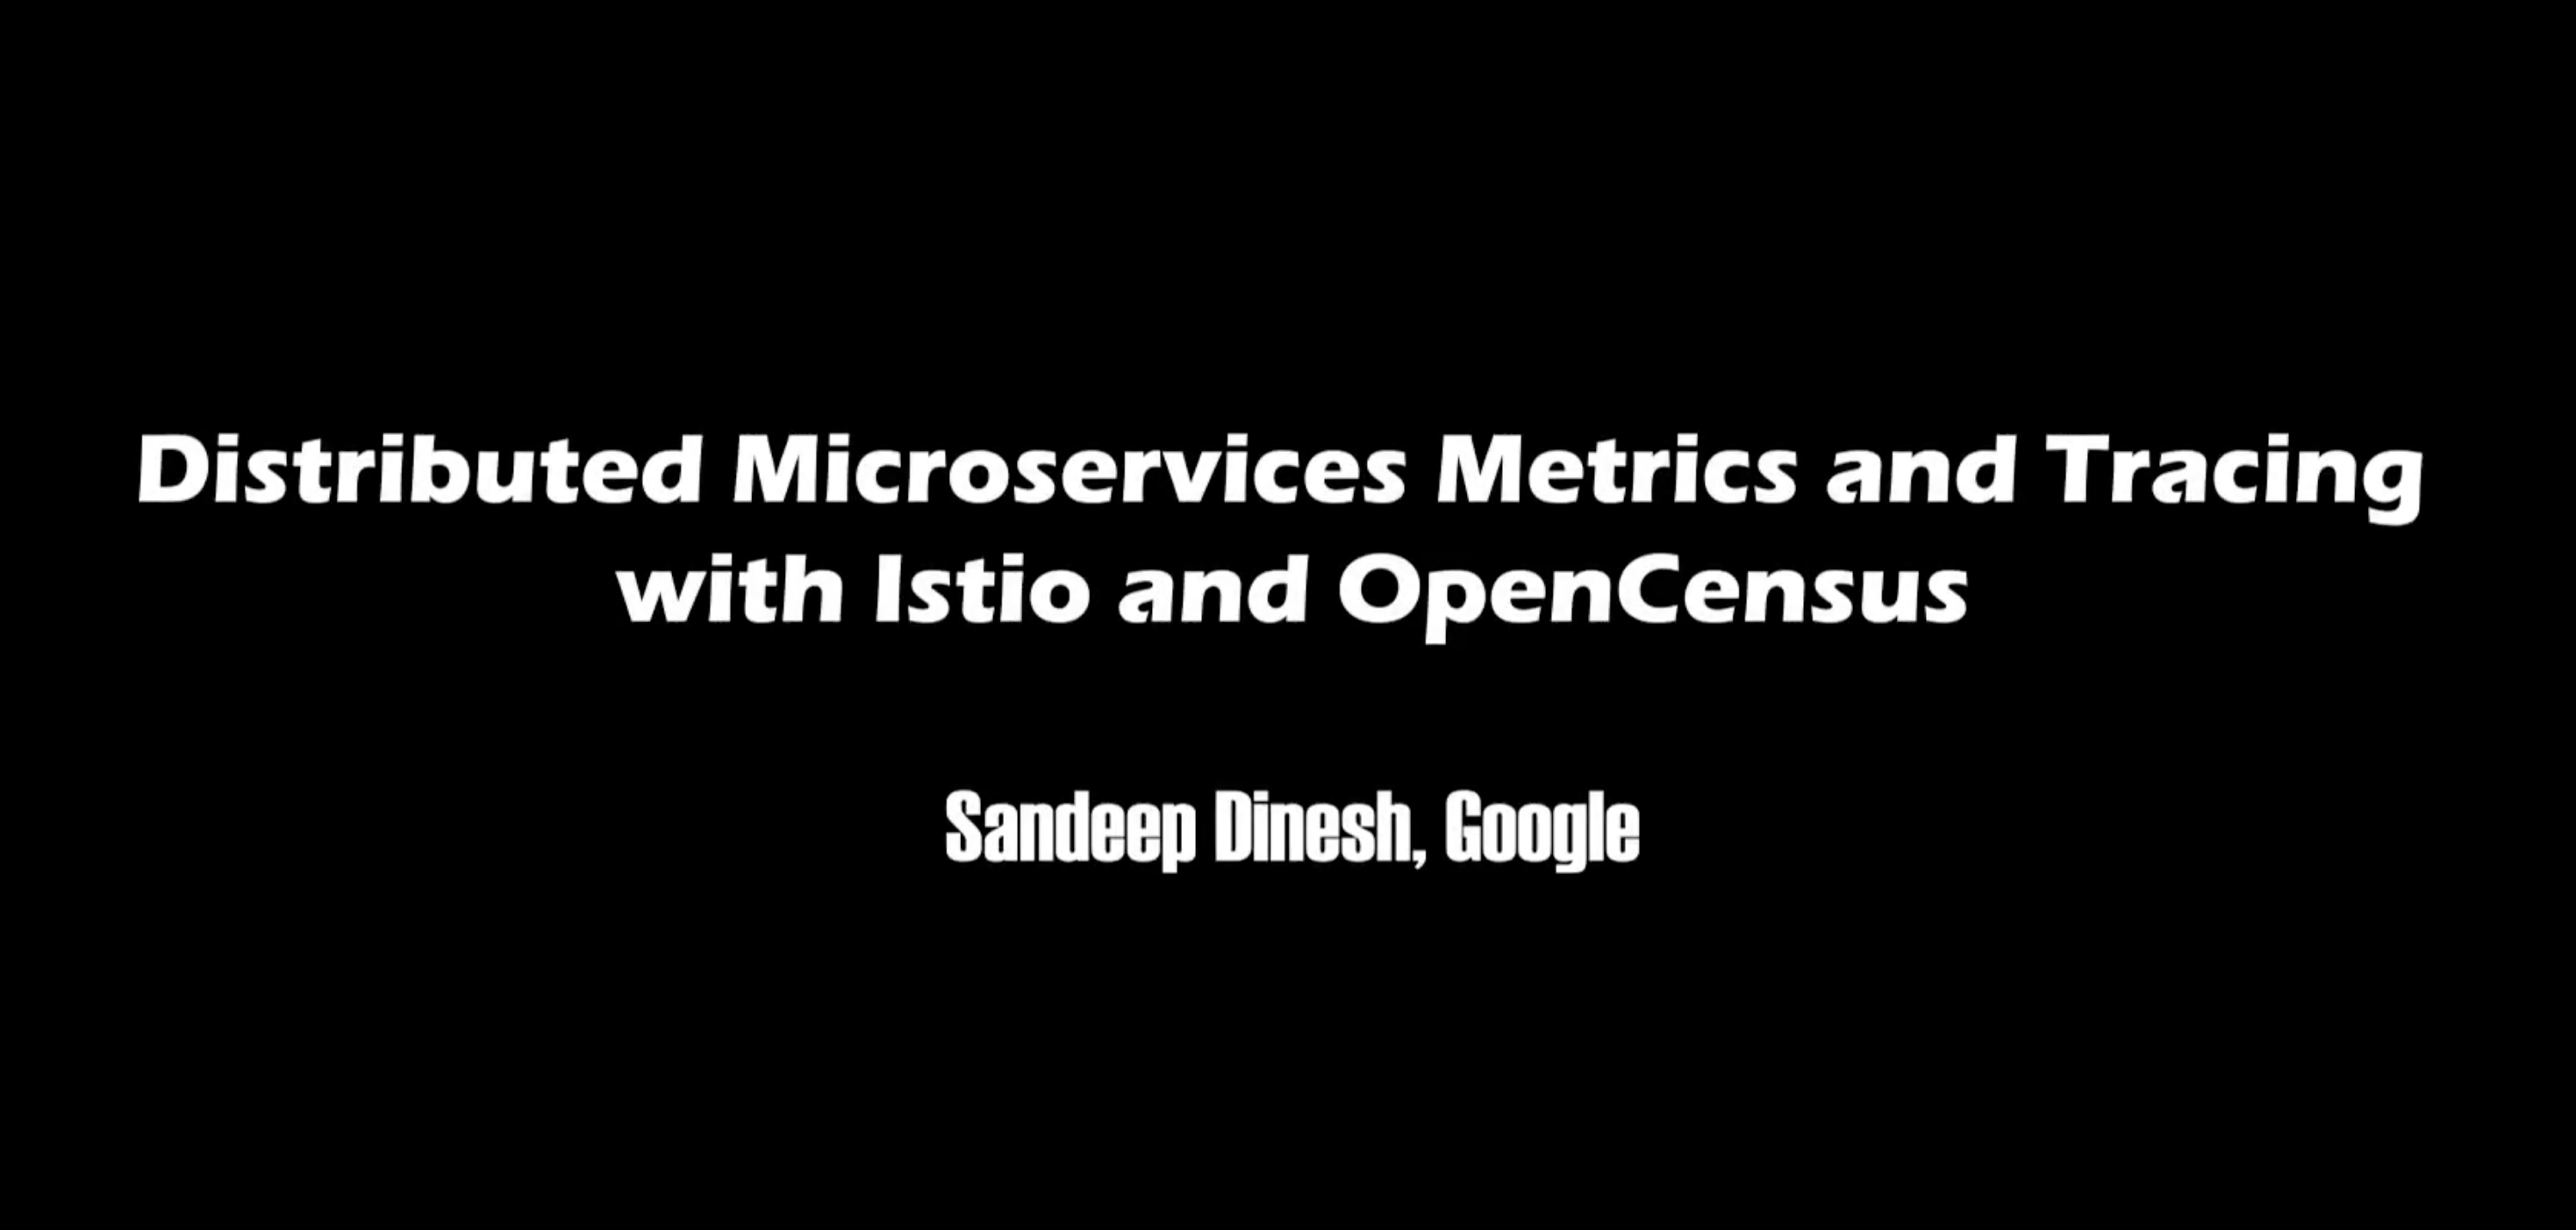 Distributed Microservices Metrics and Tracing
with Istio and OpenCensus
Sandeep Dinesh, Google